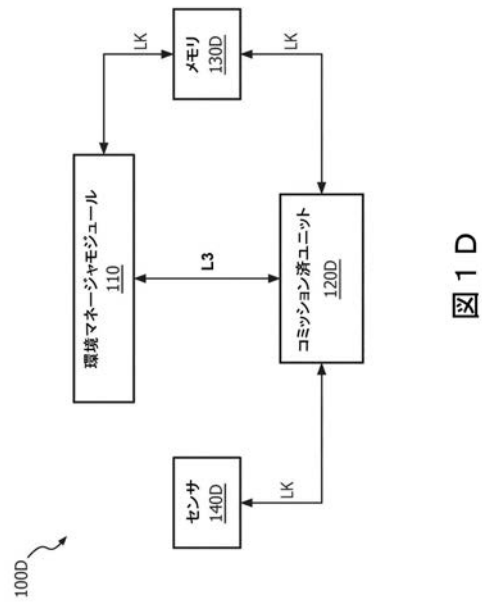 100D
環境マネージャモジュール
110
LK
メモリ
130D
L3
LK
センサ
140D
LK
コミッション済ユニット
120D
図１Ｄ